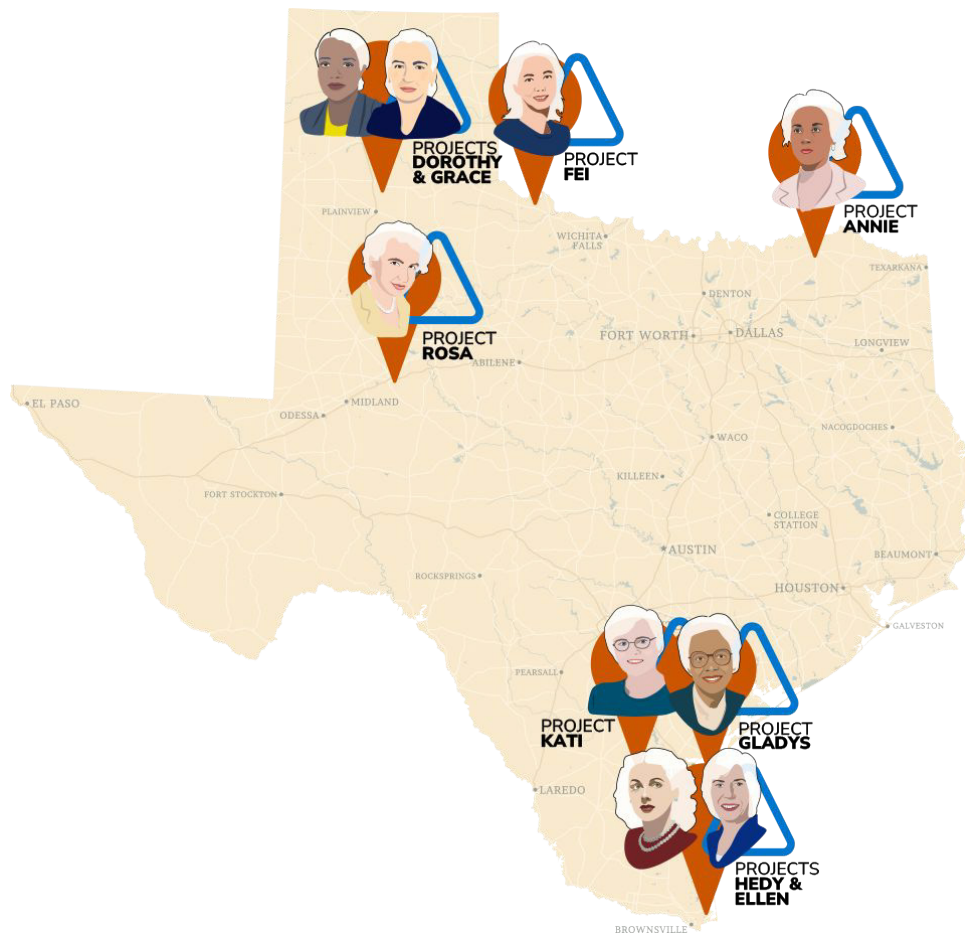 PROJECTS
DOROTHY
& GRACE
PROJECT
FEI
PROJECT
ANNIE
PLAINVIEW
WICHITA
FALLS
TEXARKANA
DENTON
PROJECT
ROSA
FORT WORTH
DALLAS
LONGVIEW
ABILENE
EL PASO
MIDLAND
ODESSA
NACOGDOCHES
WACO
KILLEEN
FORT STOCKTON
COLLEGE
STATION
AUSTIN
BEAUMONT
ROCKSPRINGS
HOUSTON
GALVESTON
PEARSALL
PROJECT
KATI
PROJECT
GLADYS
LAREDO
PROJECTS
HEDY &
ELLEN
BROWNSVILLE